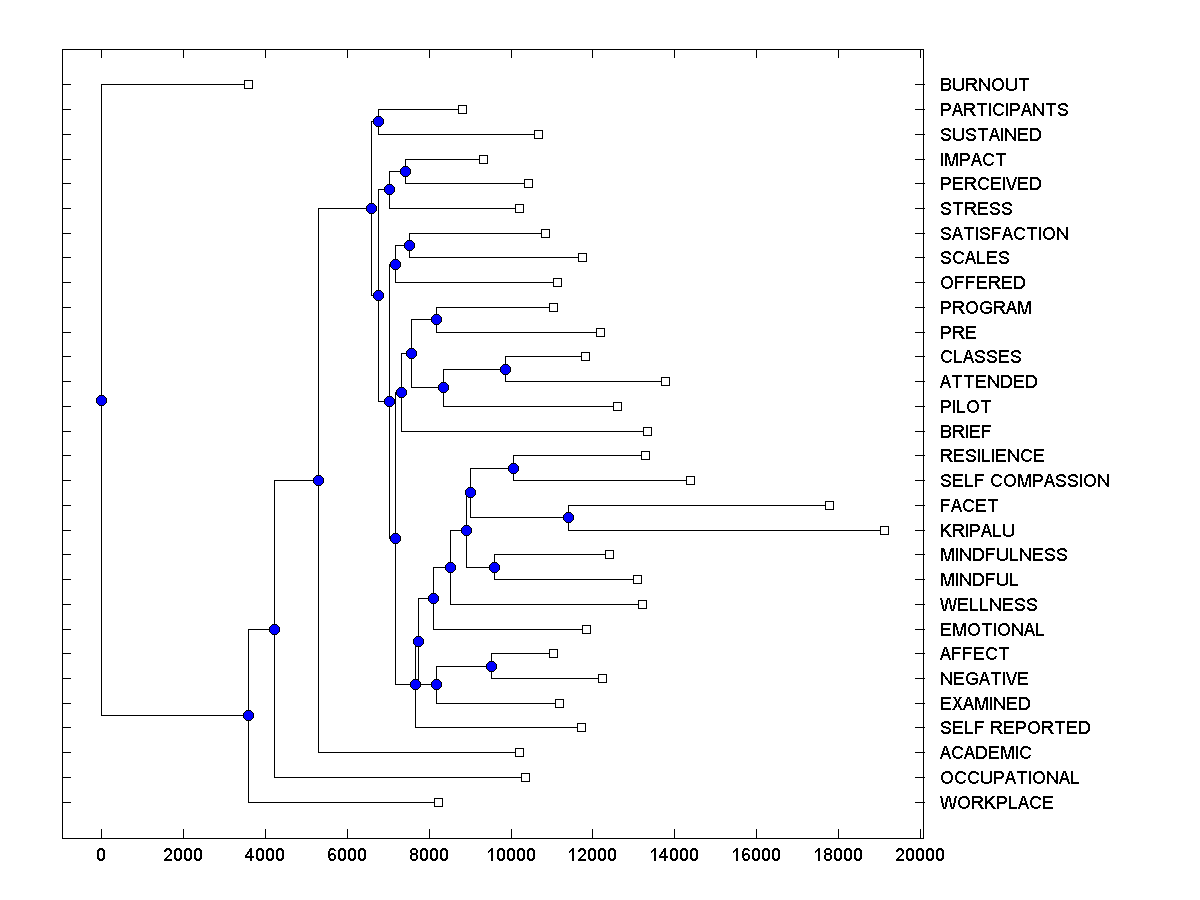 BURNOUT
PARTICIPANTS
SUSTAINED
IMPACT
PERCEIVED
STRESS
SATISFACTION
SCALES
OFFERED
PROGRAM
PRE
CLASSES
ATTENDED
PILOT
BRIEF
RESILIENCE
SELF COMPASSION
FACET
KRIPALU
MINDFULNESS
MINDFUL
WELLNESS
EMOTIONAL
AFFECT
NEGATIVE
EXAMINED
SELF REPORTED
ACADEMIC
OCCUPATIONAL
WORKPLACE
0 2000 4000 6000 8000 10000 12000 14000 16000 18000 20000